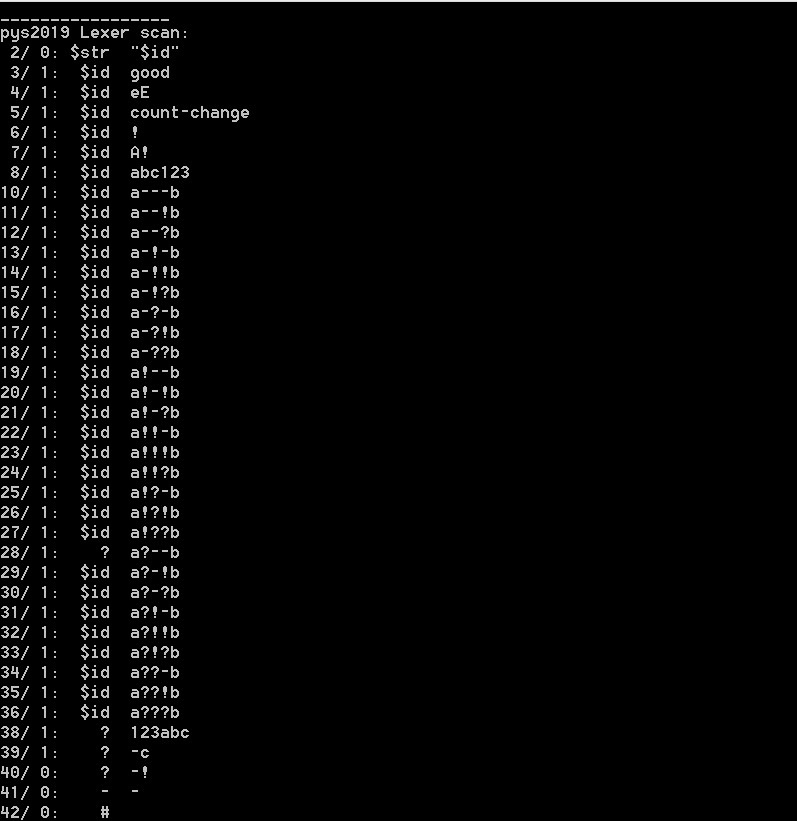 _________________
pys2019 Lexer scan:
 2/ 0: $str  "$id"
 3/ 1:  $id  good
 4/ 1:  $id  eE
 5/ 1:  $id  count-change
 6/ 1:  $id  !
 7/ 1:  $id  A!
 8/ 1:  $id  abc123
10/ 1:  $id  a---b
11/ 1:  $id  a--!b
12/ 1:  $id  a--?b
13/ 1:  $id  a-!-b
14/ 1:  $id  a-!!b
15/ 1:  $id  a-!?b
16/ 1:  $id  a-?-b
17/ 1:  $id  a-?!b
18/ 1:  $id  a-??b
19/ 1:  $id  a!--b
20/ 1:  $id  a!-!b
21/ 1:  $id  a!-?b
22/ 1:  $id  a!!-b
23/ 1:  $id  a!!!b
24/ 1:  $id  a!!?b
25/ 1:  $id  a!?-b
26/ 1:  $id  a!?!b
27/ 1:  $id  a!??b
28/ 1:    ?  a?--b
29/ 1:  $id  a?-!b
30/ 1:  $id  a?-?b
31/ 1:  $id  a?!-b
32/ 1:  $id  a?!!b
33/ 1:  $id  a?!?b
34/ 1:  $id  a??-b
35/ 1:  $id  a??!b
36/ 1:  $id  a???b
38/ 1:    ?  123abc
39/ 1:    ?  -c
40/ 0:    ?  -!
41/ 0:    -  -
42/ 0:    #